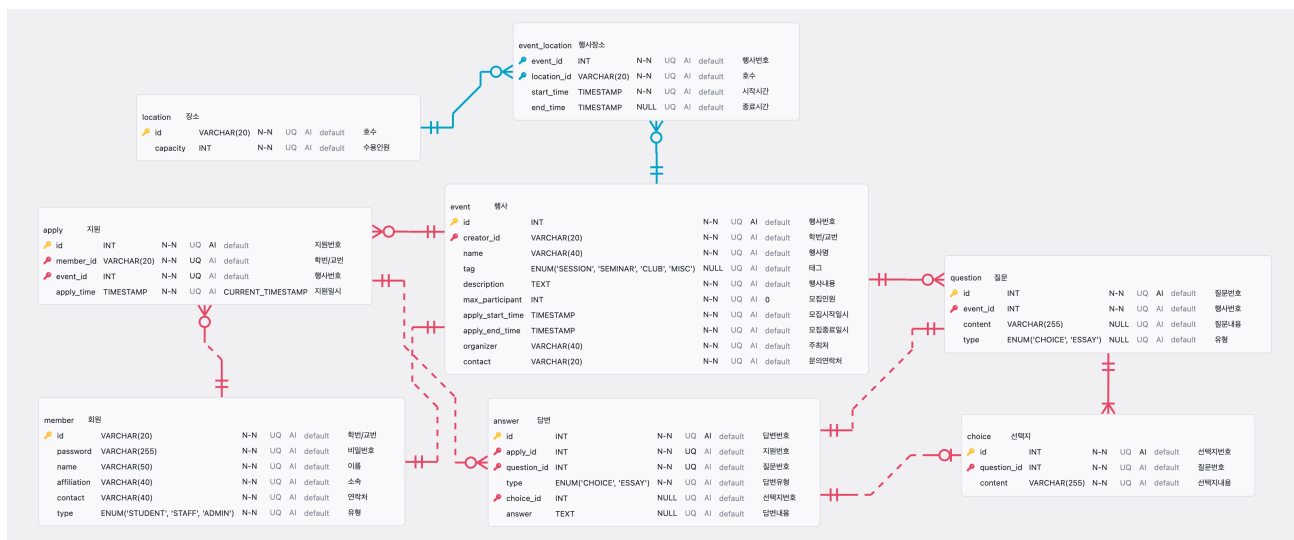 event_location 행사장소
event_id INT N-N UQ AI default 행사번호
location_id VARCHAR(20) N-N UQ AI default 호수
start_time TIMESTAMP N-N UQ AI default 시작시간
end_time TIMESTAMP NULL UQ AI default 종료시간
location 장소
id VARCHAR(20) N-N UQ AI default 호수
capacity INT N-N UQ AI default 수용인원
event 행사
id INT N-N UQ AI default 행사번호
creator_id VARCHAR(20) N-N UQ AI default 학번/교번
name VARCHAR(40) N-N UQ AI default 행사명
tag ENUM('SESSION', 'SEMINAR', 'CLUB', 'MISC') NULL UQ AI default 태그
description TEXT N-N UQ AI default 행사내용
max_participant INT N-N UQ AI 0 모집인원
apply_start_time TIMESTAMP N-N UQ AI default 모집시작일시
apply_end_time TIMESTAMP N-N UQ AI default 모집종료일시
organizer VARCHAR(40) N-N UQ AI default 주최처
contact VARCHAR(20) N-N UQ AI default 문의연락처
apply 지원
id INT N-N UQ AI default 지원번호
member_id VARCHAR(20) N-N UQ AI default 학번/교번
event_id INT N-N UQ AI default 행사번호
apply_time TIMESTAMP N-N UQ AI CURRENT_TIMESTAMP 지원일시
question 질문
id INT N-N UQ AI default 질문번호
event_id INT N-N UQ AI default 행사번호
content VARCHAR(255) NULL UQ AI default 질문내용
type ENUM('CHOICE', 'ESSAY') NULL UQ AI default 유형
member 회원
id VARCHAR(20) N-N UQ AI default 학번/교번
password VARCHAR(255) N-N UQ AI default 비밀번호
name VARCHAR(50) N-N UQ AI default 이름
affiliation VARCHAR(40) N-N UQ AI default 소속
contact VARCHAR(40) N-N UQ AI default 연락처
type ENUM('STUDENT', 'STAFF', 'ADMIN') N-N UQ AI default 유형
answer 답변
id INT N-N UQ AI default 답변번호
apply_id INT N-N UQ AI default 지원번호
question_id INT N-N UQ AI default 질문번호
type ENUM('CHOICE', 'ESSAY') N-N UQ AI default 답변유형
choice_id INT NULL UQ AI default 선택지번호
answer TEXT NULL UQ AI default 답변내용
choice 선택지
id INT N-N UQ AI default 선택지번호
question_id INT N-N UQ AI default 질문번호
content VARCHAR(255) N-N UQ AI default 선택지내용